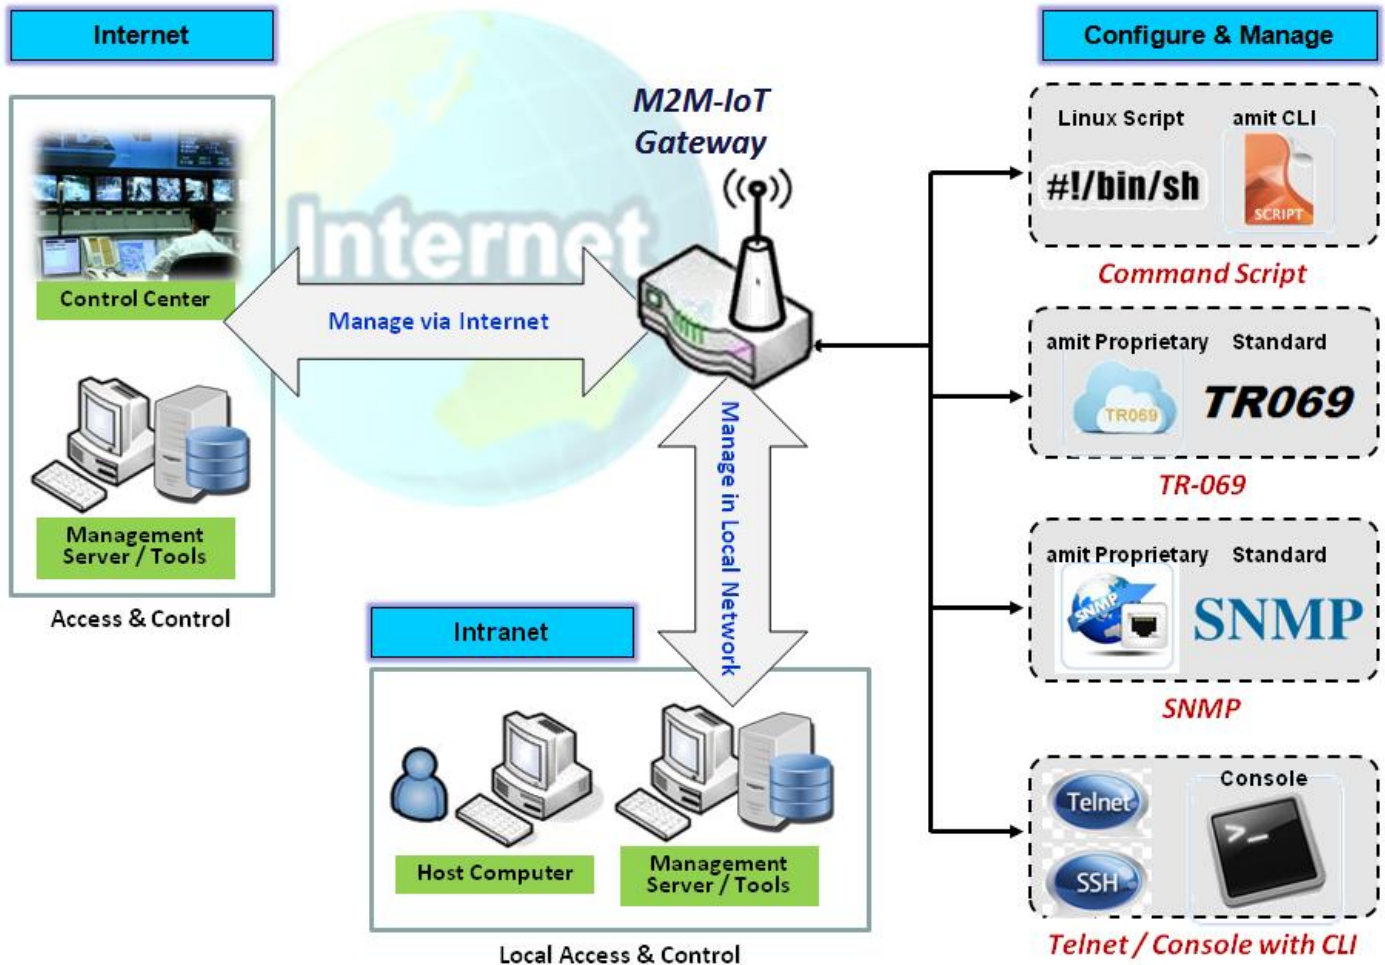 Internet
Control Center
Management
Server / Tools
Access & Control
Internet
M2M-IoT
Gateway
Manage via Internet
Manage in Local Network
Intranet
Host Computer
Management
Server / Tools
Local Access & Control
Configure & Manage
Linux Script amit CLI
#!/bin/sh
SCRIPT
Command Script
amit Proprietary Standard
TR069 TR069
TR-069
amit Proprietary Standard
SNMP SNMP
SNMP
Telnet
SSH
Console
>_
Telnet / Console with CLI